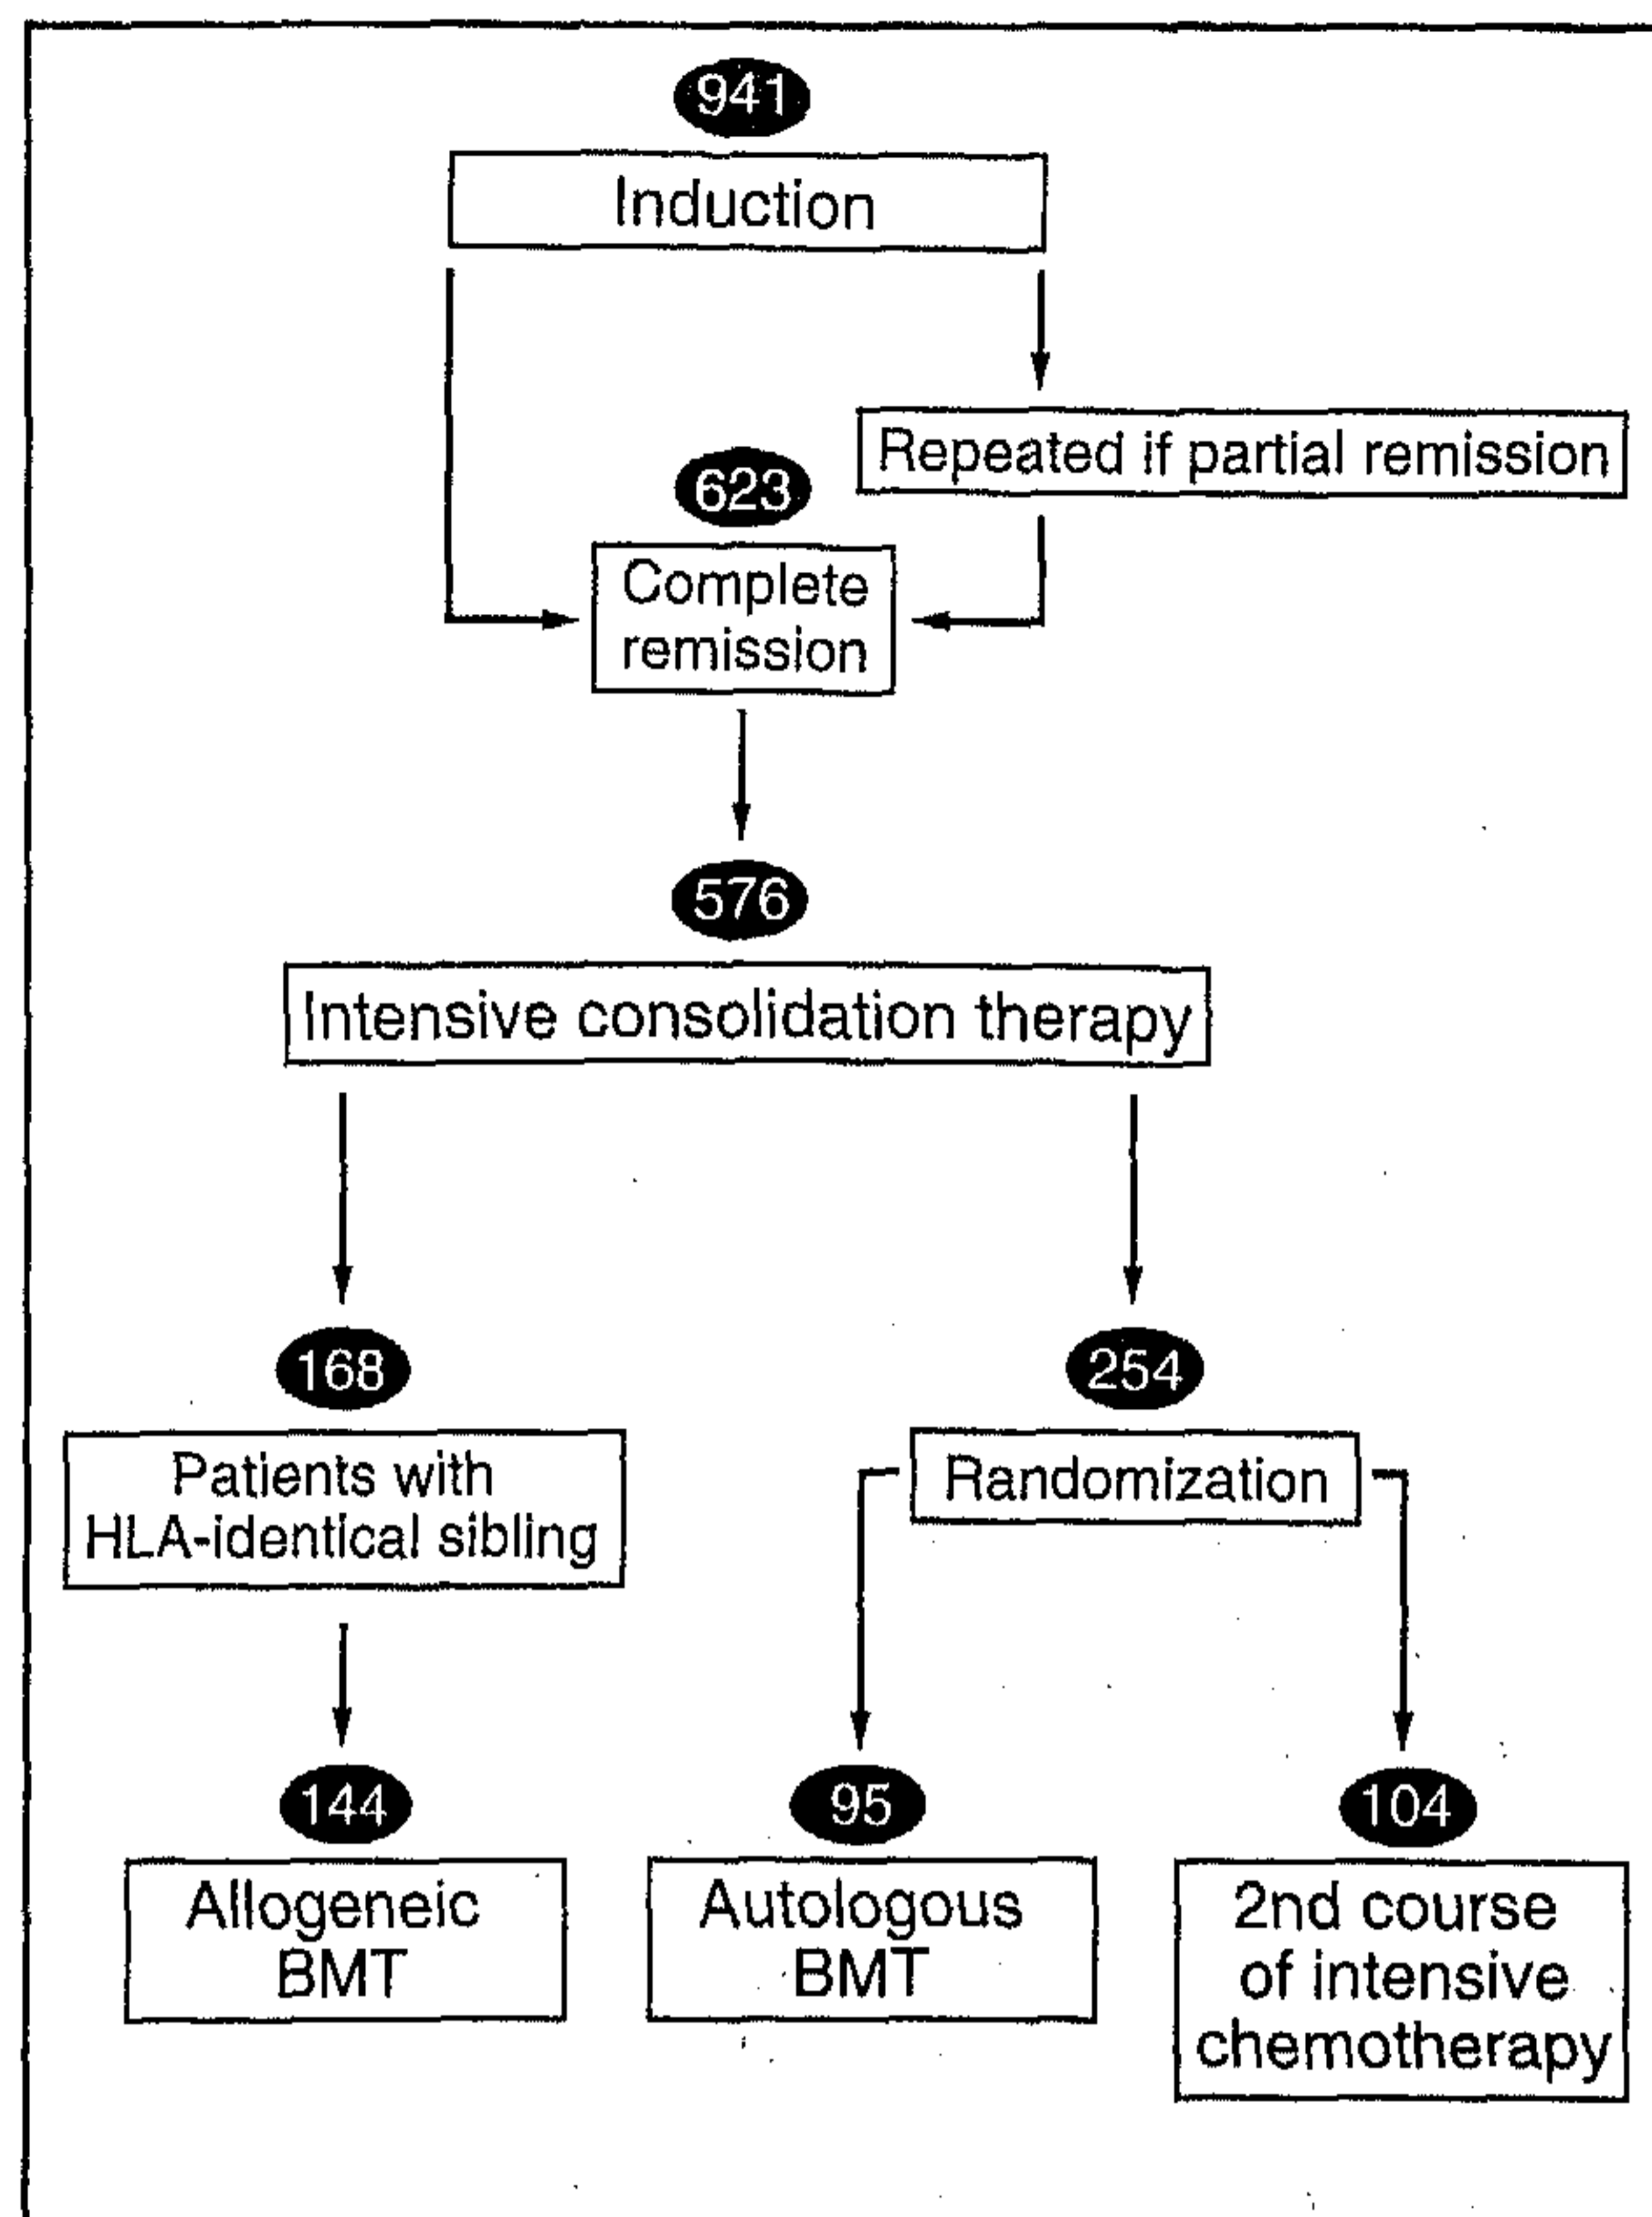 941
Induction
Repeated if partial remission
623
Complete
remission
576
Intensive consolidation therapy
168
254
Patients with
HLA-identical sibling
Randomization
144
95
104
Allogeneic
BMT
Autologous
BMT
2nd course
of intensive
chemotherapy